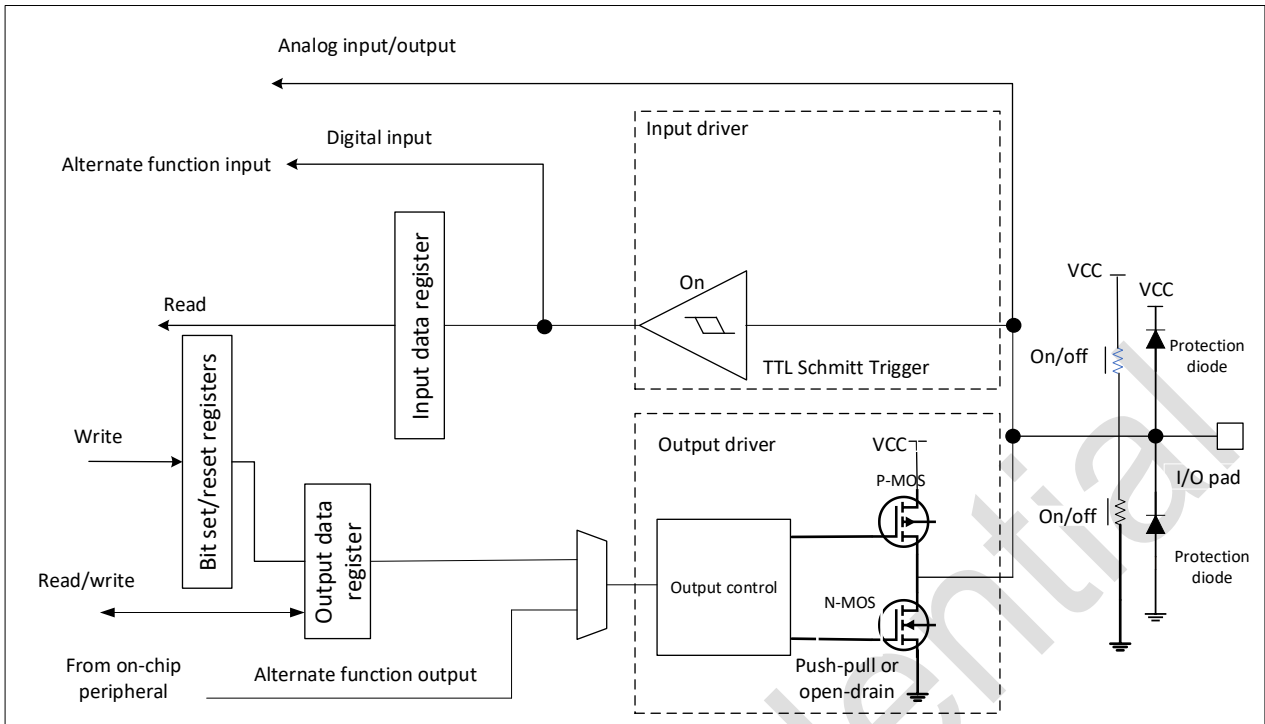 Analog input/output
Digital input
Alternate function input
Input driver
Input data register
On
TTL Schmitt Trigger
Read
VCC
VCC
On/off
Protection
diode
Bit set/reset registers
Write
Output driver
VCC
P-MOS
I/O pad
On/off
Output data
register
Output control
Protection
diode
Read/write
N-MOS
Push-pull or
open-drain
From on-chip
peripheral
Alternate function output
ential